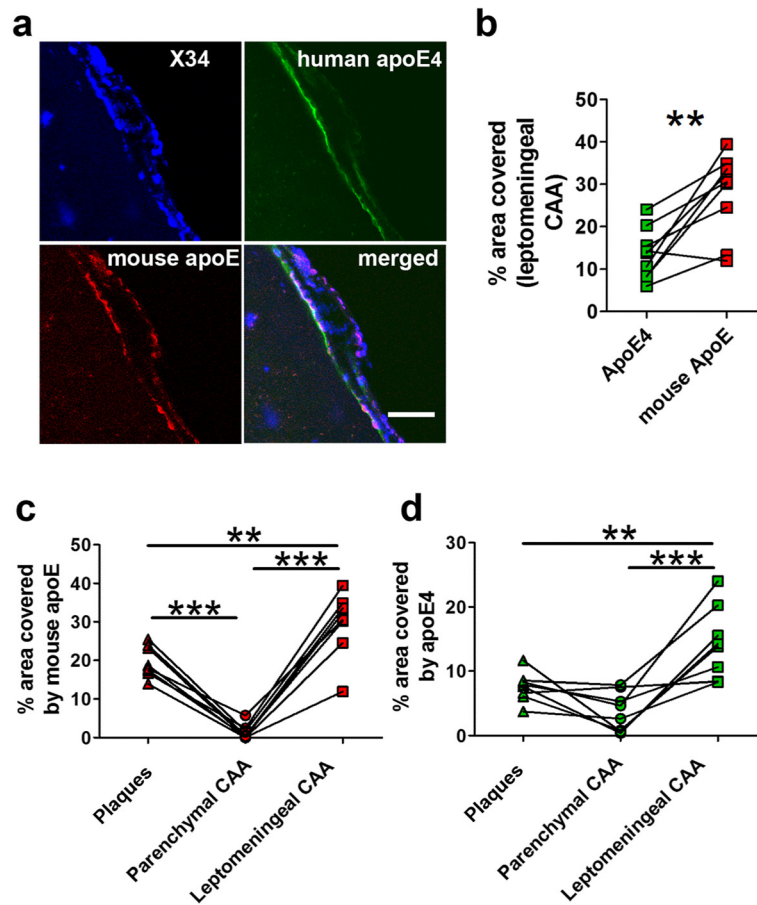 a
X34
human apoE4
mouse apoE
merged
b
% area covered
(leptomeningeal
CAA)
50
40
30
20
10
0
**
ApoE4
mouse ApoE
c
% area covered
by mouse apoE
50
40
30
20
10
0
**
***
***
Plaques
Parenchymal CAA
Leptomeningeal CAA
d
% area covered
by apoE4
30
20
10
0
**
***
Plaques
Parenchymal CAA
Leptomeningeal CAA